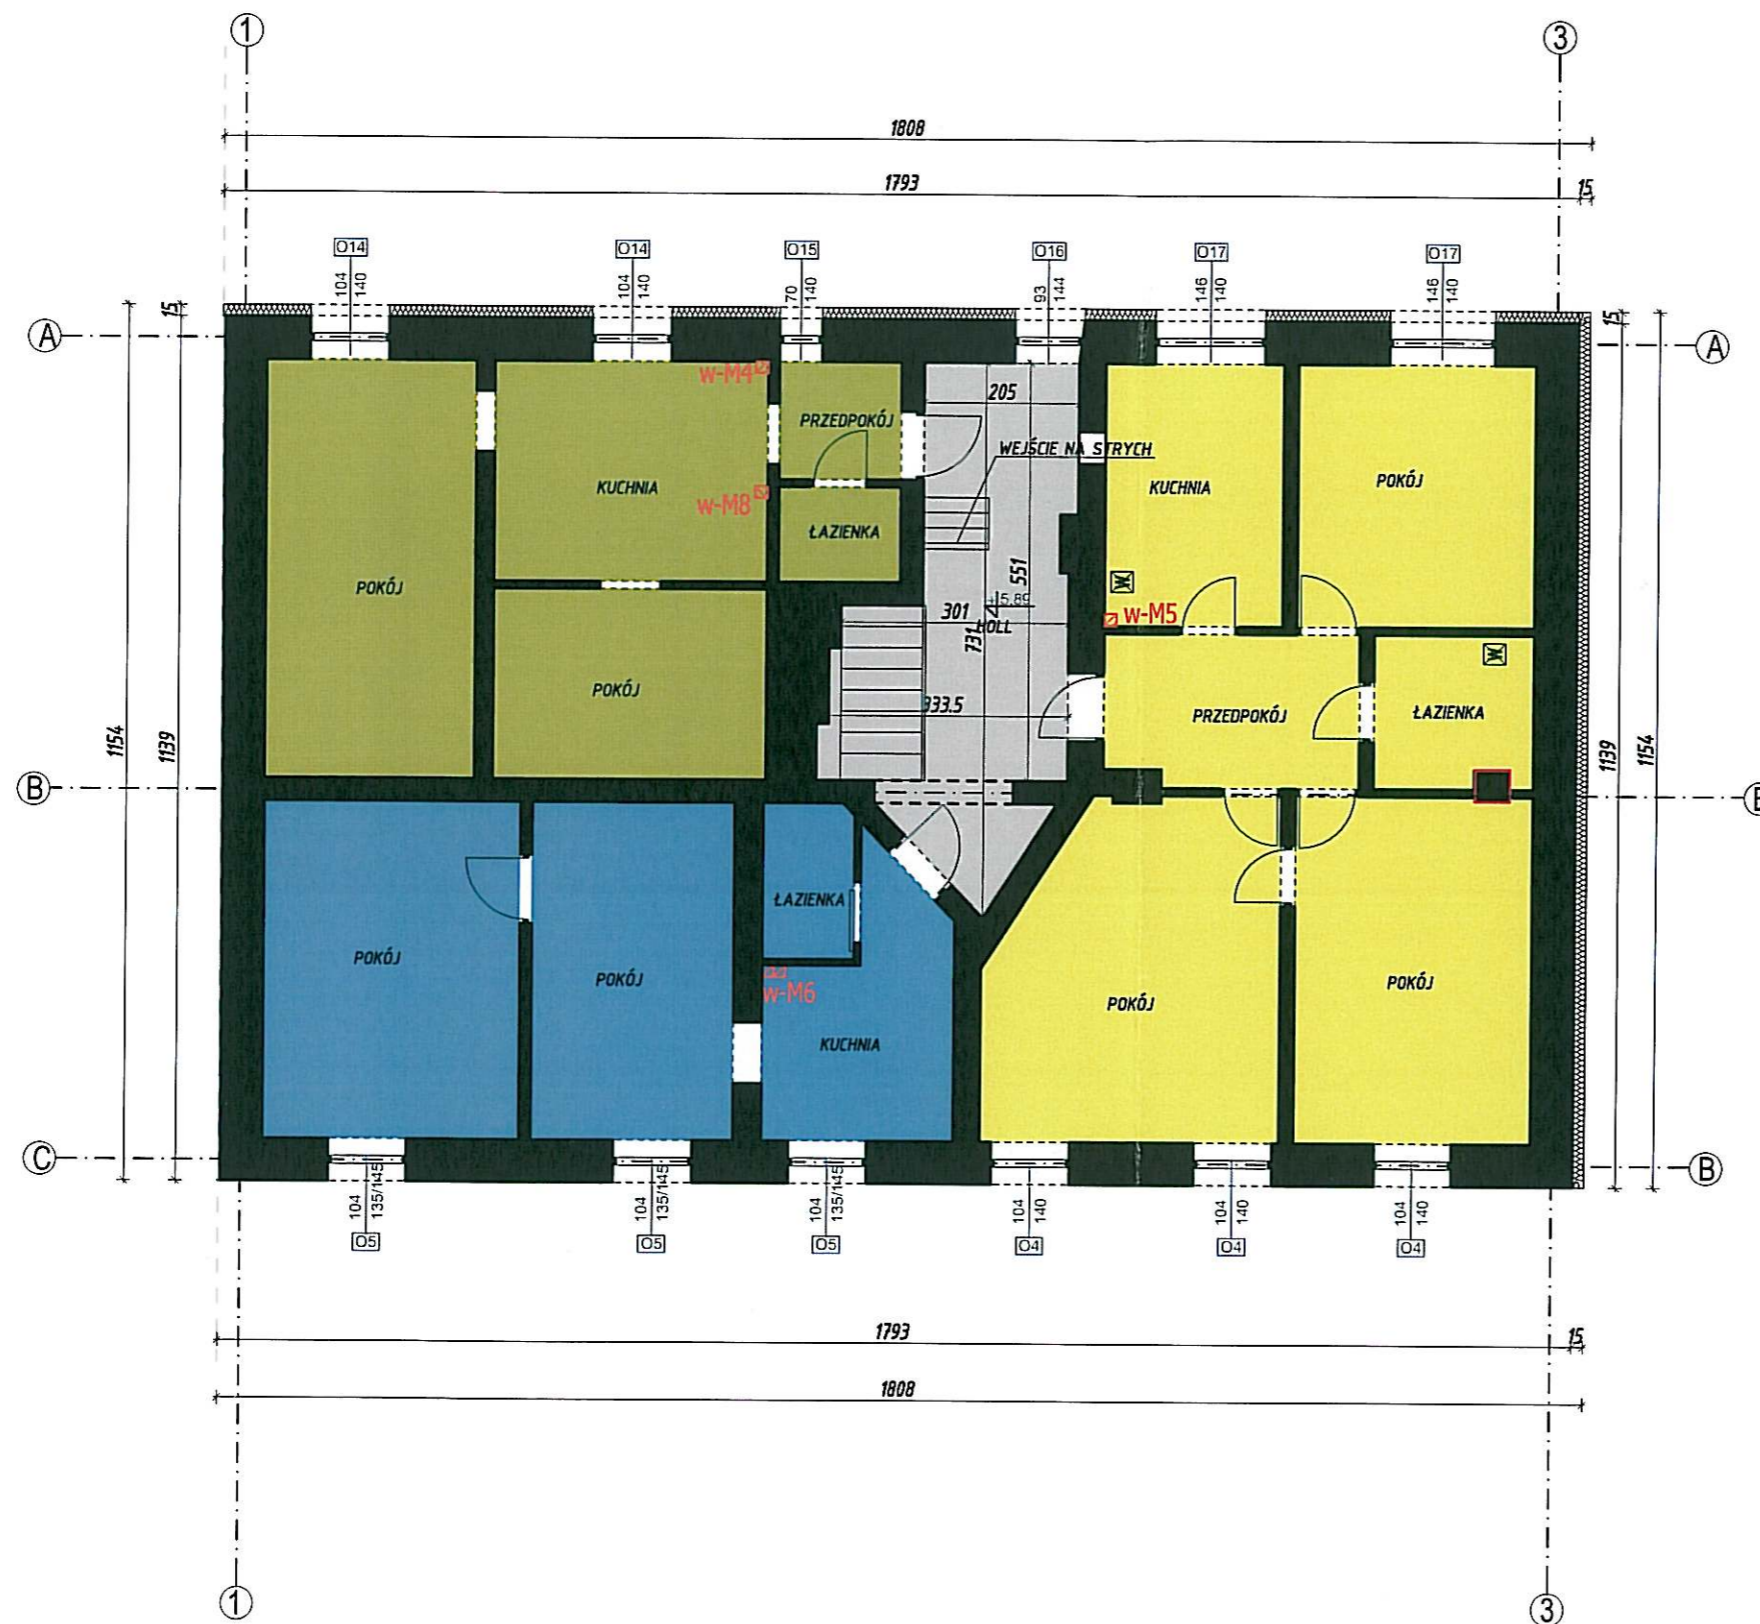 1
3
1808
1793
15
O14
O14
O15
O16
O17
O17
104
140
104
140
70
140
93
144
146
140
146
140
15
15
A
A
w-M4
205
PRZEDPOKÓJ
WEJŚCIE NA STRYCH
KUCHNIA
KUCHNIA
POKÓJ
w-M8
ŁAZIENKA
POKÓJ
551
W
301
HOLL
731
w-M5
POKÓJ
W
333.5
PRZEDPOKÓJ
ŁAZIENKA
1154
1139
1139
1154
B
ŁAZIENKA
POKÓJ
POKÓJ
POKÓJ
POKÓJ
w-M6
KUCHNIA
C
B
104
135/145
104
135/145
104
135/145
104
140
104
140
104
140
O5
O5
O5
O4
O4
O4
1793
15
1808
1
3